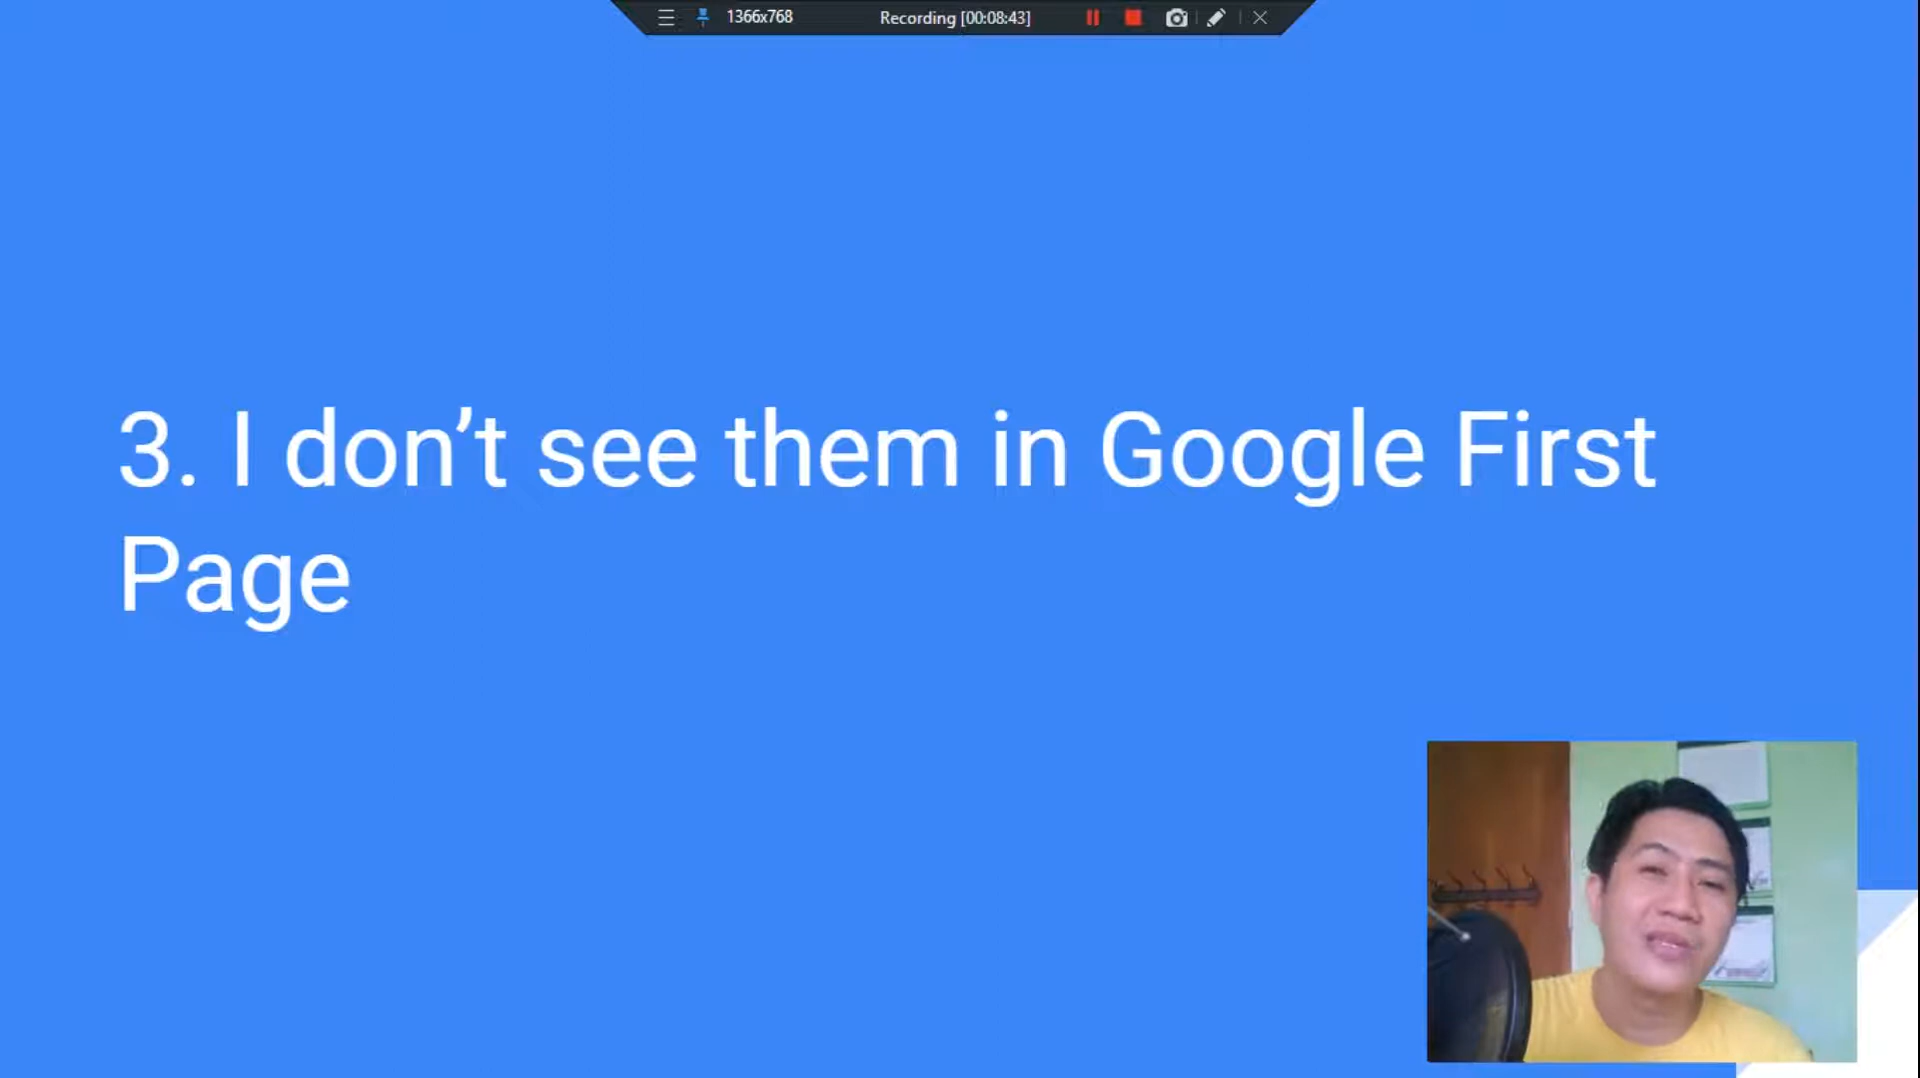 1366x768 Recording [00:08:43]
3. I don’t see them in Google First
Page